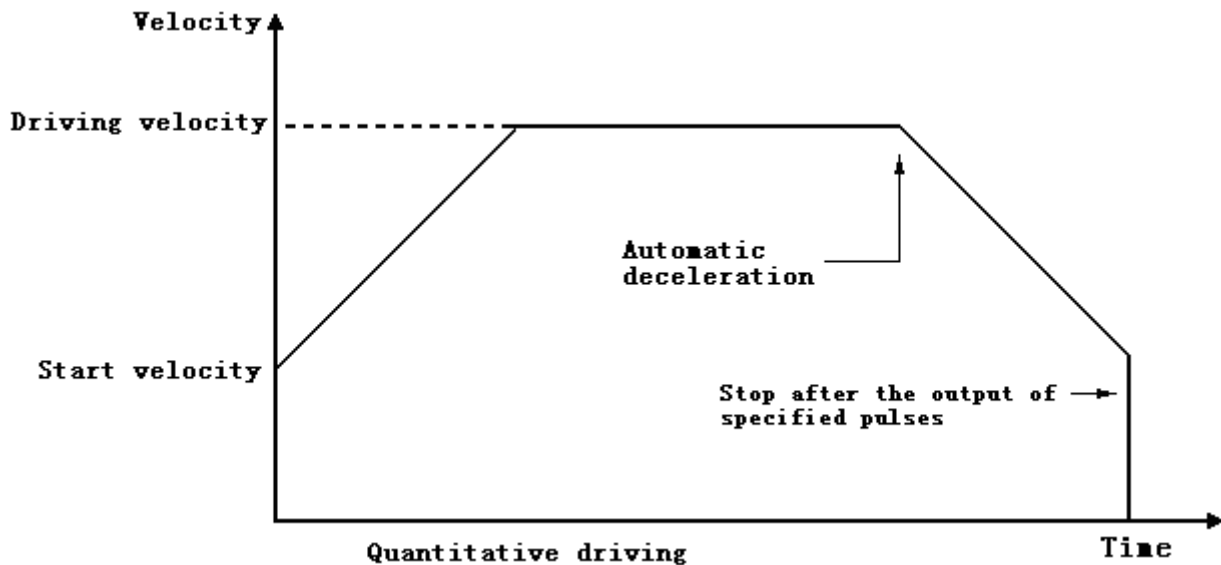 Velocity
Driving velocity
Automatic
deceleration
Start velocity
Stop after the output of
specified pulses
Time
Quantitative driving